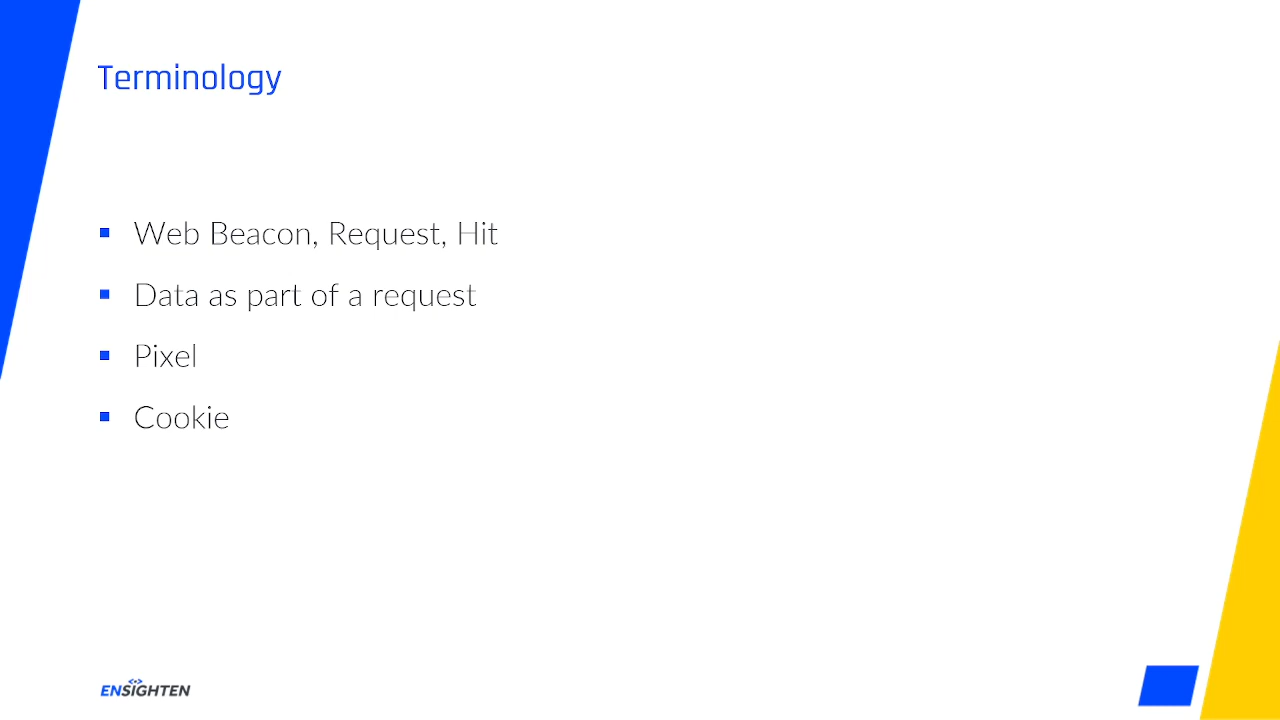 Terminology
Web Beacon, Request, Hit
Data as part of a request
Pixel
Cookie
ENSIGHTEN